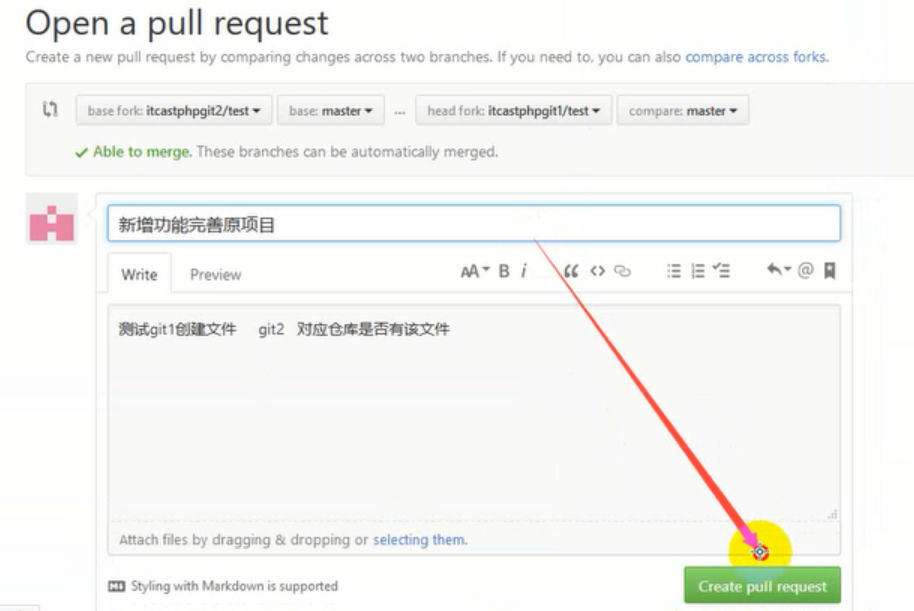 Open a pull request
Create a new pull request by comparing changes across two branches. If you need to, you can also compare across forks.
base fork: itcastphpgit2/test base: master ... head fork: itcastphpgit1/test compare: master
Able to merge. These branches can be automatically merged.
新增功能完善原项目
Write Preview AA B i “ <> @
测试git1创建文件 git2 对应仓库是否有该文件
Attach files by dragging & dropping or selecting them.
Styling with Markdown is supported Create pull request